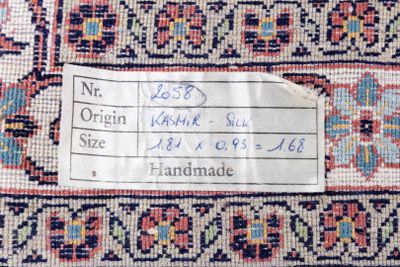 Nr. 2058
Origin KASMIR - SILK
Size 1.81 x 0.93 = 1.68
Handmade